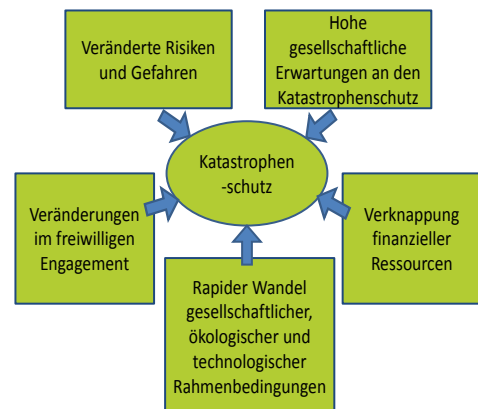 Veränderte Risiken
und Gefahren
Hohe
gesellschaftliche
Erwartungen an den
Katastrophenschutz
Katastrophen
-schutz
Veränderungen
im freiwilligen
Engagement
Verknappung
finanzieller
Ressourcen
Rapider Wandel
gesellschaftlicher,
ökologischer und
technologischer
Rahmenbedingungen